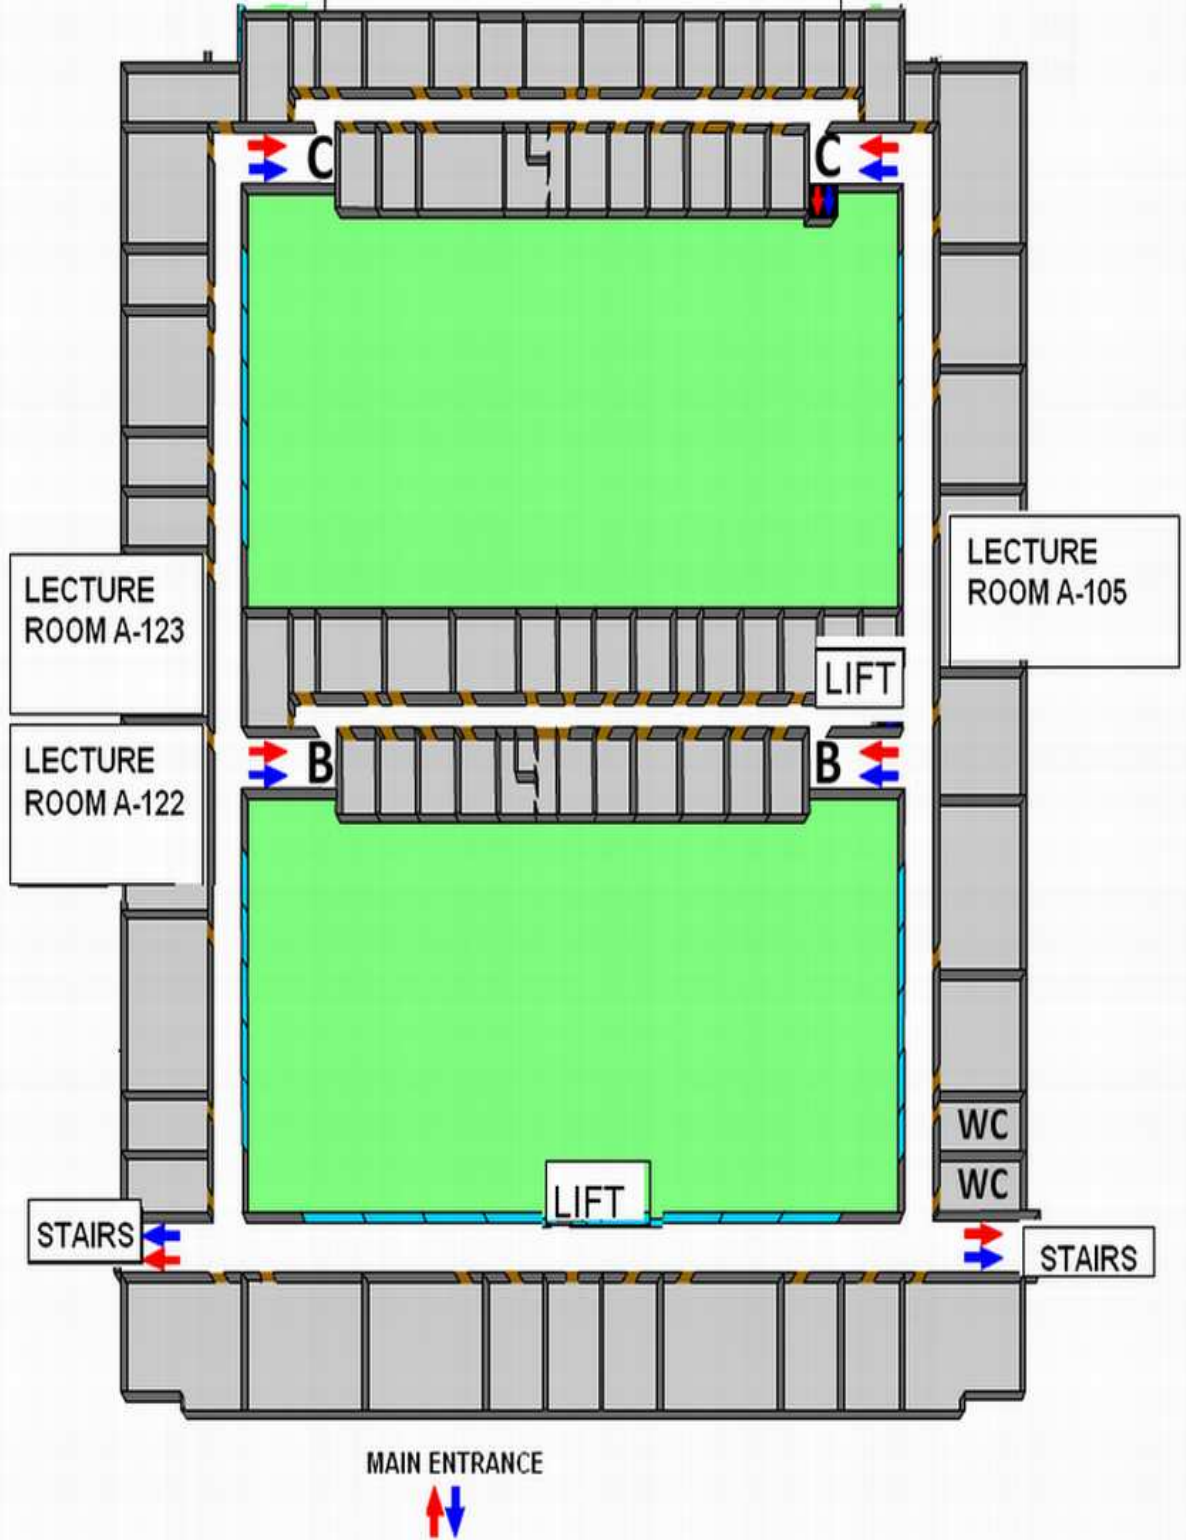 C
C
LECTURE
ROOM A-105
LECTURE
ROOM A-123
LIFT
B
B
LECTURE
ROOM A-122
WC
WC
LIFT
STAIRS
STAIRS
MAIN ENTRANCE